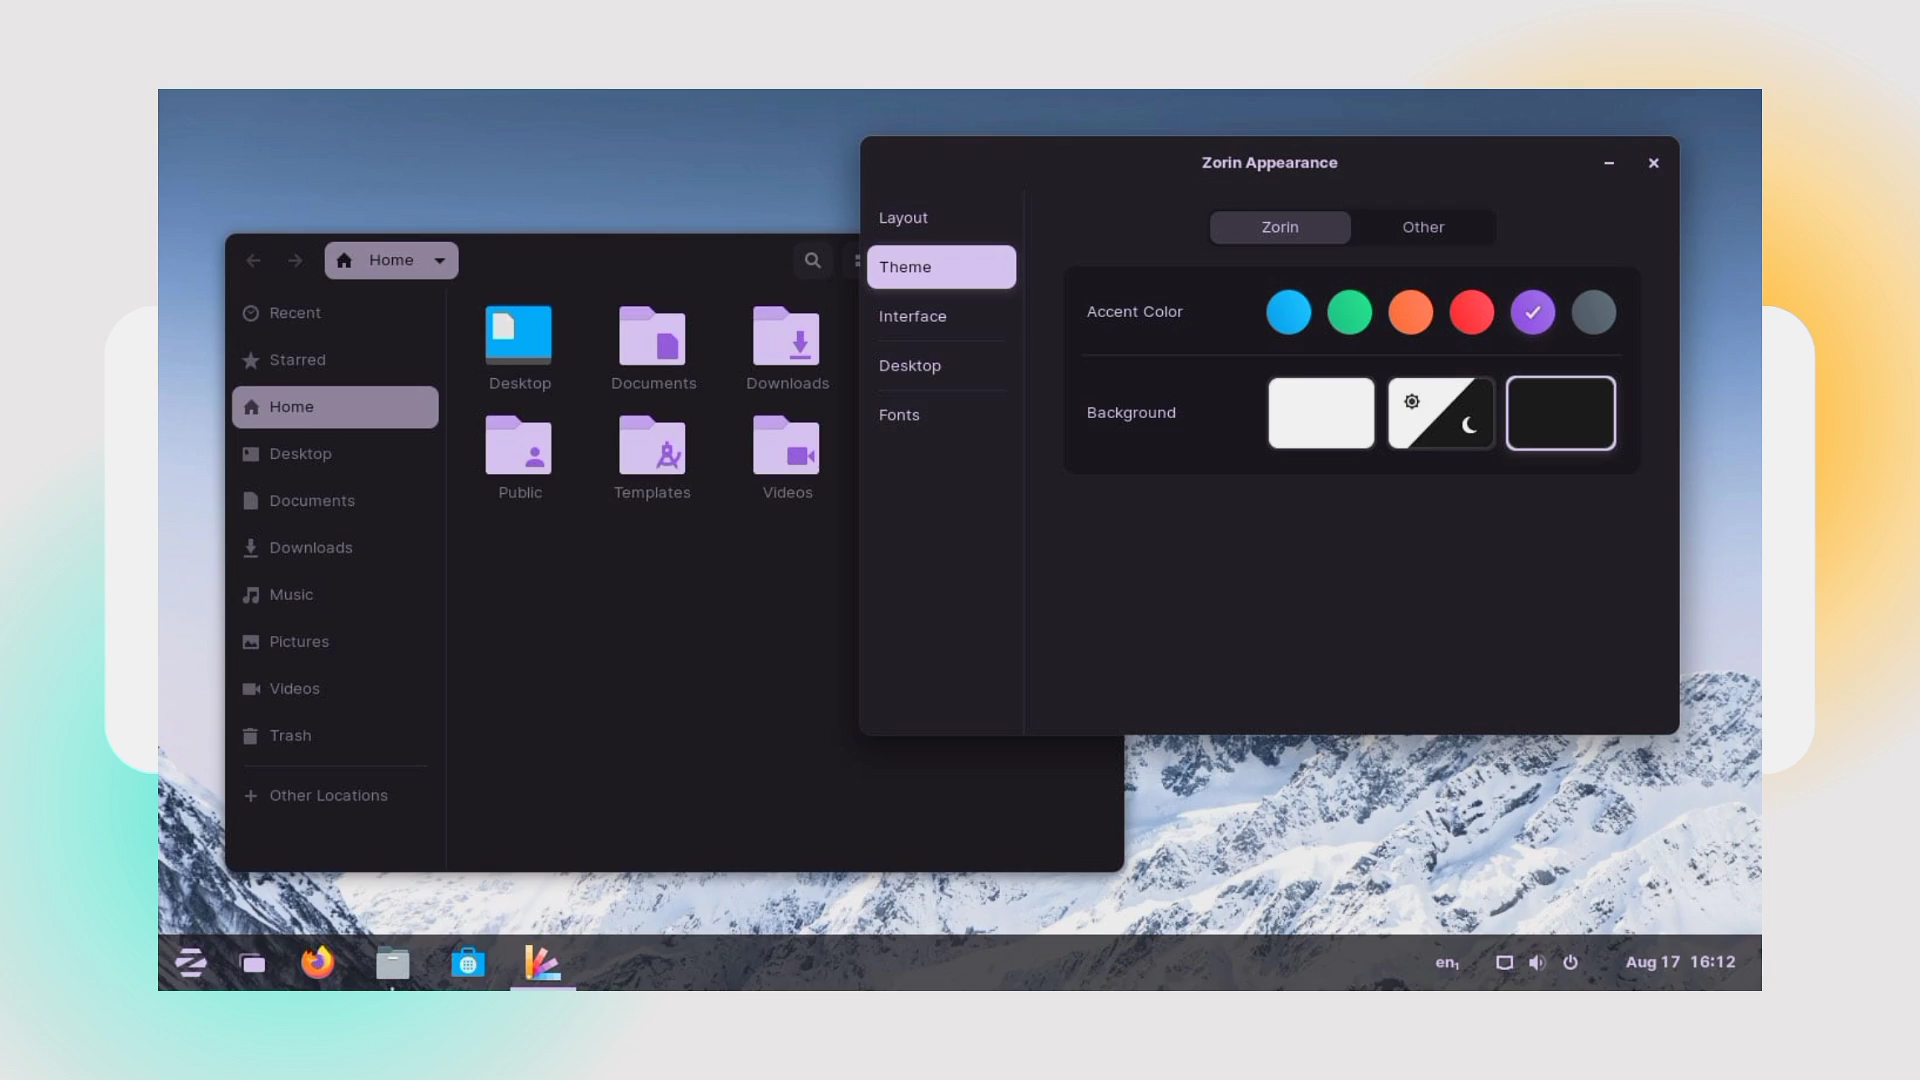 Zorin Appearance
Layout
Theme
Interface
Desktop
Fonts
Zorin
Other
Accent Color
Background
Home
Recent
Starred
Home
Desktop
Documents
Downloads
Music
Pictures
Videos
Trash
Other Locations
Desktop
Documents
Downloads
Public
Templates
Videos
en₁
Aug 17 16:12